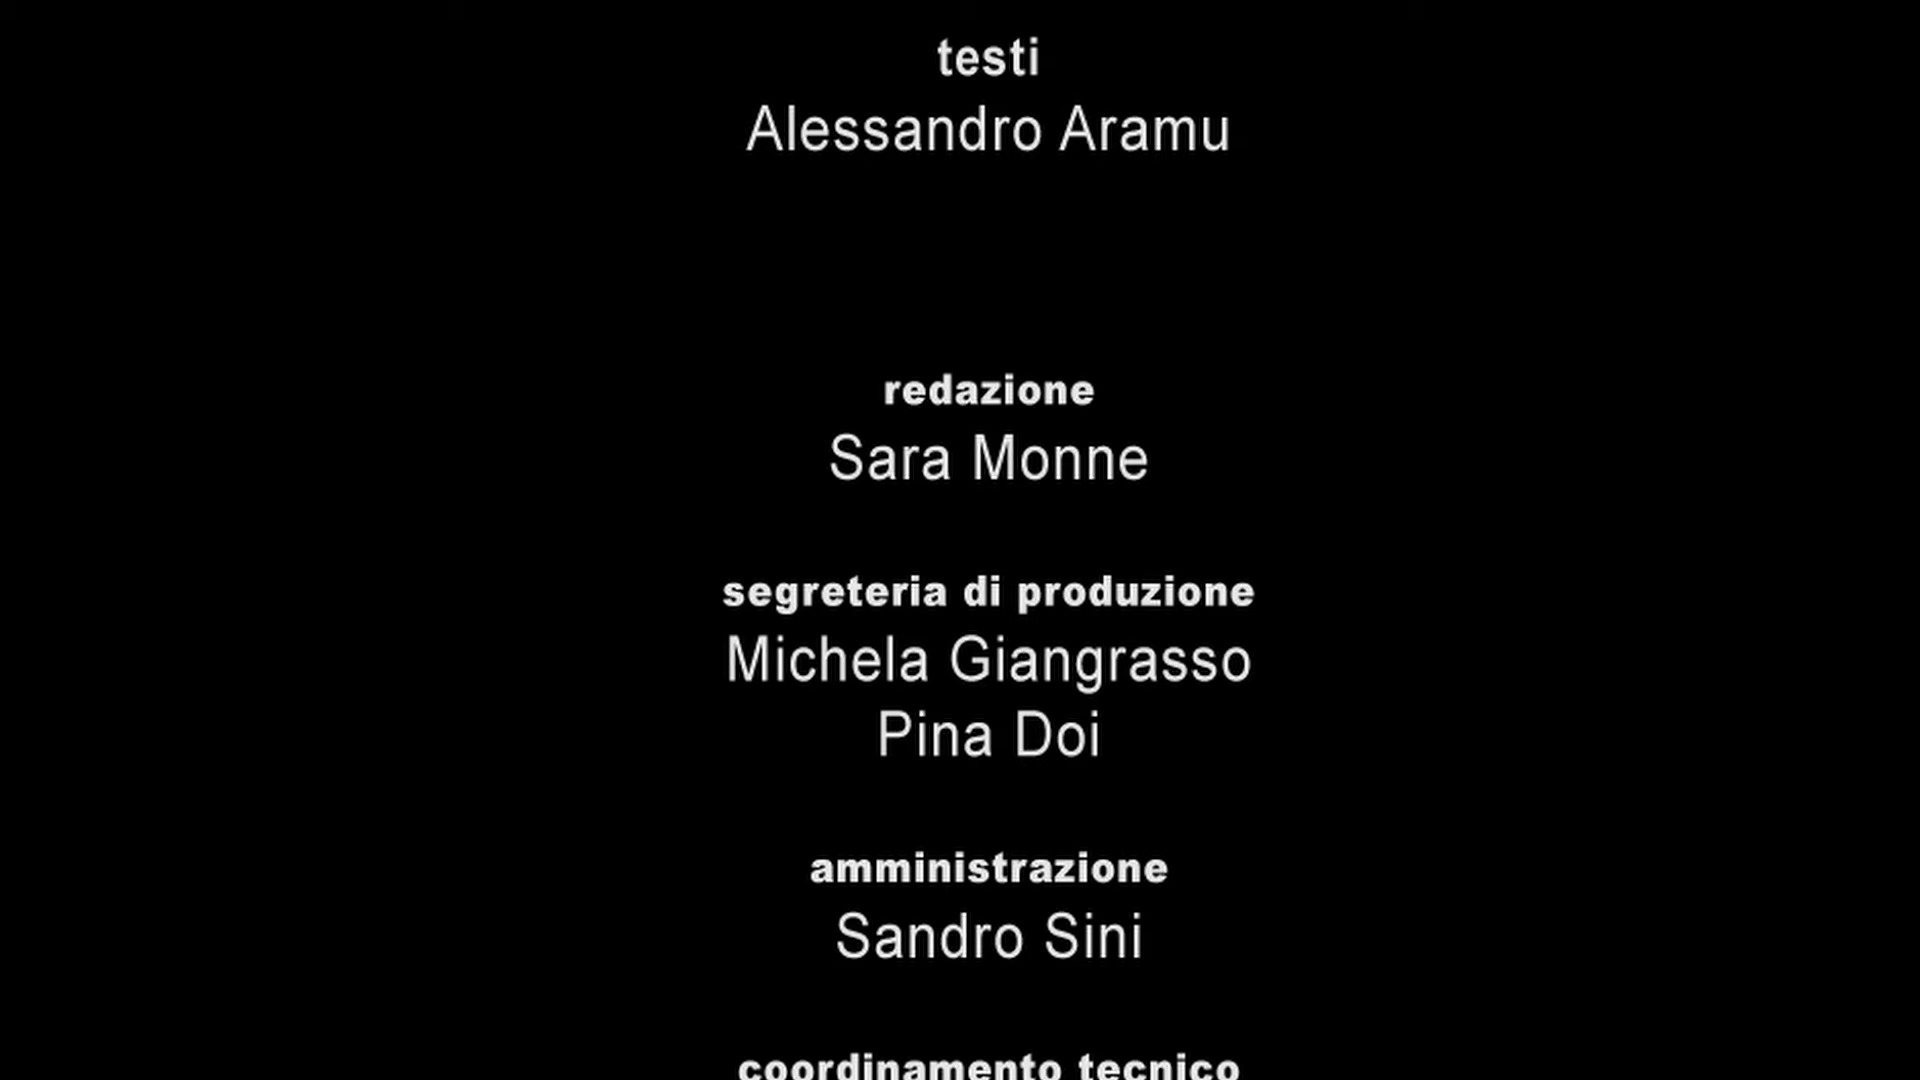 testi
Alessandro Aramu
redazione
Sara Monne
segreteria di produzione
Michela Giangrasso
Pina Doi
amministrazione
Sandro Sini
coordinamento tecnico